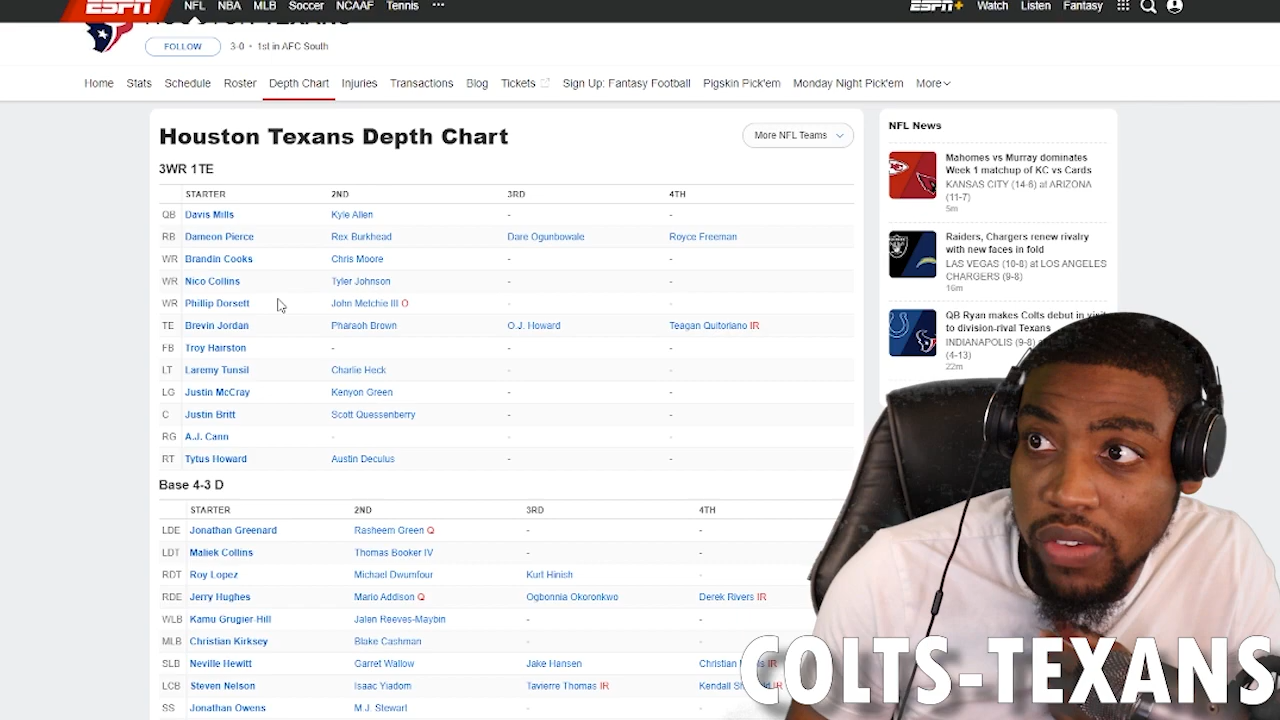 ESPN NFL NBA MLB Soccer NCAAF Tennis ··· ESPN+ Watch Listen Fantasy
HOUSTON TEXANS
FOLLOW 3-0 · 1st in AFC South
Home Stats Schedule Roster Depth Chart Injuries Transactions Blog Tickets Sign Up: Fantasy Football Pigskin Pick'em Monday Night Pick'em More
Houston Texans Depth Chart
More NFL Teams
3WR 1TE
STARTER 2ND 3RD 4TH
QB Davis Mills Kyle Allen - -
RB Dameon Pierce Rex Burkhead Dare Ogunbowale Royce Freeman
WR Brandin Cooks Chris Moore - -
WR Nico Collins Tyler Johnson - -
WR Phillip Dorsett John Metchie III O - -
TE Brevin Jordan Pharaoh Brown O.J. Howard Teagan Quitoriano IR
FB Troy Hairston - - -
LT Laremy Tunsil Charlie Heck - -
LG Justin McCray Kenyon Green - -
C Justin Britt Scott Quessenberry - -
RG A.J. Cann - - -
RT Tytus Howard Austin Deculus - -
Base 4-3 D
STARTER 2ND 3RD 4TH
LDE Jonathan Greenard Rasheem Green Q - -
LDT Maliek Collins Thomas Booker IV - -
RDT Roy Lopez Michael Dwumfour Kurt Hinish -
RDE Jerry Hughes Mario Addison Q Ogbonnia Okoronkwo Derek Rivers IR
WLB Kamu Grugier-Hill Jalen Reeves-Maybin - -
MLB Christian Kirksey Blake Cashman - -
SLB Neville Hewitt Garret Wallow Jake Hansen Christian IR
LCB Steven Nelson Isaac Yiadom Tavierre Thomas IR Kendall IR
SS Jonathan Owens M.J. Stewart - -
NFL News
Mahomes vs Murray dominates
Week 1 matchup of KC vs Cards
KANSAS CITY (14-6) at ARIZONA
(11-7)
5m
Raiders, Chargers renew rivalry
with new faces in fold
LAS VEGAS (10-8) at LOS ANGELES
CHARGERS (9-8)
16m
QB Ryan makes Colts debut in visit
to division-rival Texans
INDIANAPOLIS (9-8)
(4-13)
22m
COLTS-TEXANS